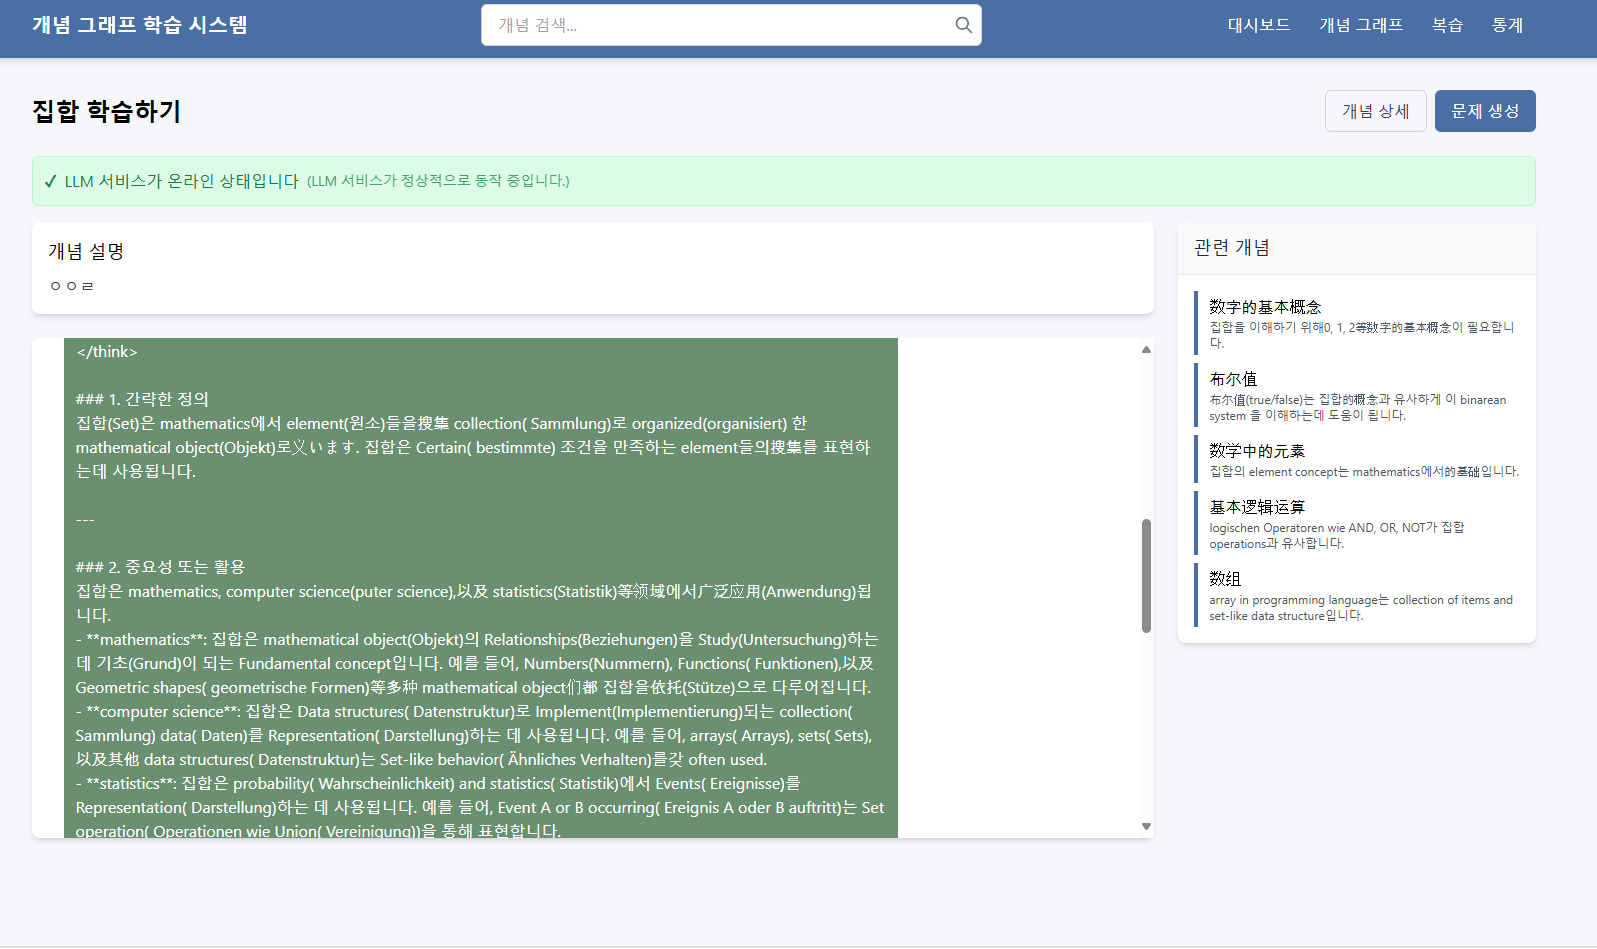 개념 그래프 학습 시스템
개념 검색...
대시보드 개념 그래프 복습 통계
집합 학습하기
개념 상세 문제 생성
✓ LLM 서비스가 온라인 상태입니다 (LLM 서비스가 정상적으로 동작 중입니다.)
개념 설명
ㅇㅇㄹ
</think>
### 1. 간략한 정의
집합(Set)은 mathematics에서 element(원소)들을搜集 collection( Sammlung)로 organized(organisiert) 한
mathematical object(Objekt)로义います. 집합은 Certain( bestimmte) 조건을 만족하는 element들의搜集를 표현하
는데 사용됩니다.
---
### 2. 중요성 또는 활용
집합은 mathematics, computer science(puter science),以及 statistics(Statistik)等领域에서广泛应用(Anwendung)됩
니다.
- **mathematics**: 집합은 mathematical object(Objekt)의 Relationships(Beziehungen)을 Study(Untersuchung)하는
데 기초(Grund)이 되는 Fundamental concept입니다. 예를 들어, Numbers(Nummern), Functions( Funktionen),以及
Geometric shapes( geometrische Formen)等多种 mathematical object们都 집합을依托(Stütze)으로 다루어집니다.
- **computer science**: 집합은 Data structures( Datenstruktur)로 Implement(Implementierung)되는 collection(
Sammlung) data( Daten)를 Representation( Darstellung)하는 데 사용됩니다. 예를 들어, arrays( Arrays), sets( Sets),
以及其他 data structures( Datenstruktur)는 Set-like behavior( Ähnliches Verhalten)를갖 often used.
- **statistics**: 집합은 probability( Wahrscheinlichkeit) and statistics( Statistik)에서 Events( Ereignisse)를
Representation( Darstellung)하는 데 사용됩니다. 예를 들어, Event A or B occurring( Ereignis A oder B auftritt)는 Set
operation( Operationen wie Union( Vereinigung))을 통해 표현합니다.
관련 개념
数字的基本概念
집합을 이해하기 위해0, 1, 2等数字的基本概念이 필요합니
다.
布尔值
布尔值(true/false)는 집합的概念과 유사하게 이 binarean
system 을 이해하는데 도움이 됩니다.
数学中的元素
집합의 element concept는 mathematics에서的基础입니다.
基本逻辑运算
logischen Operatoren wie AND, OR, NOT가 집합
operations과 유사합니다.
数组
array in programming language는 collection of items and
set-like data structure입니다.